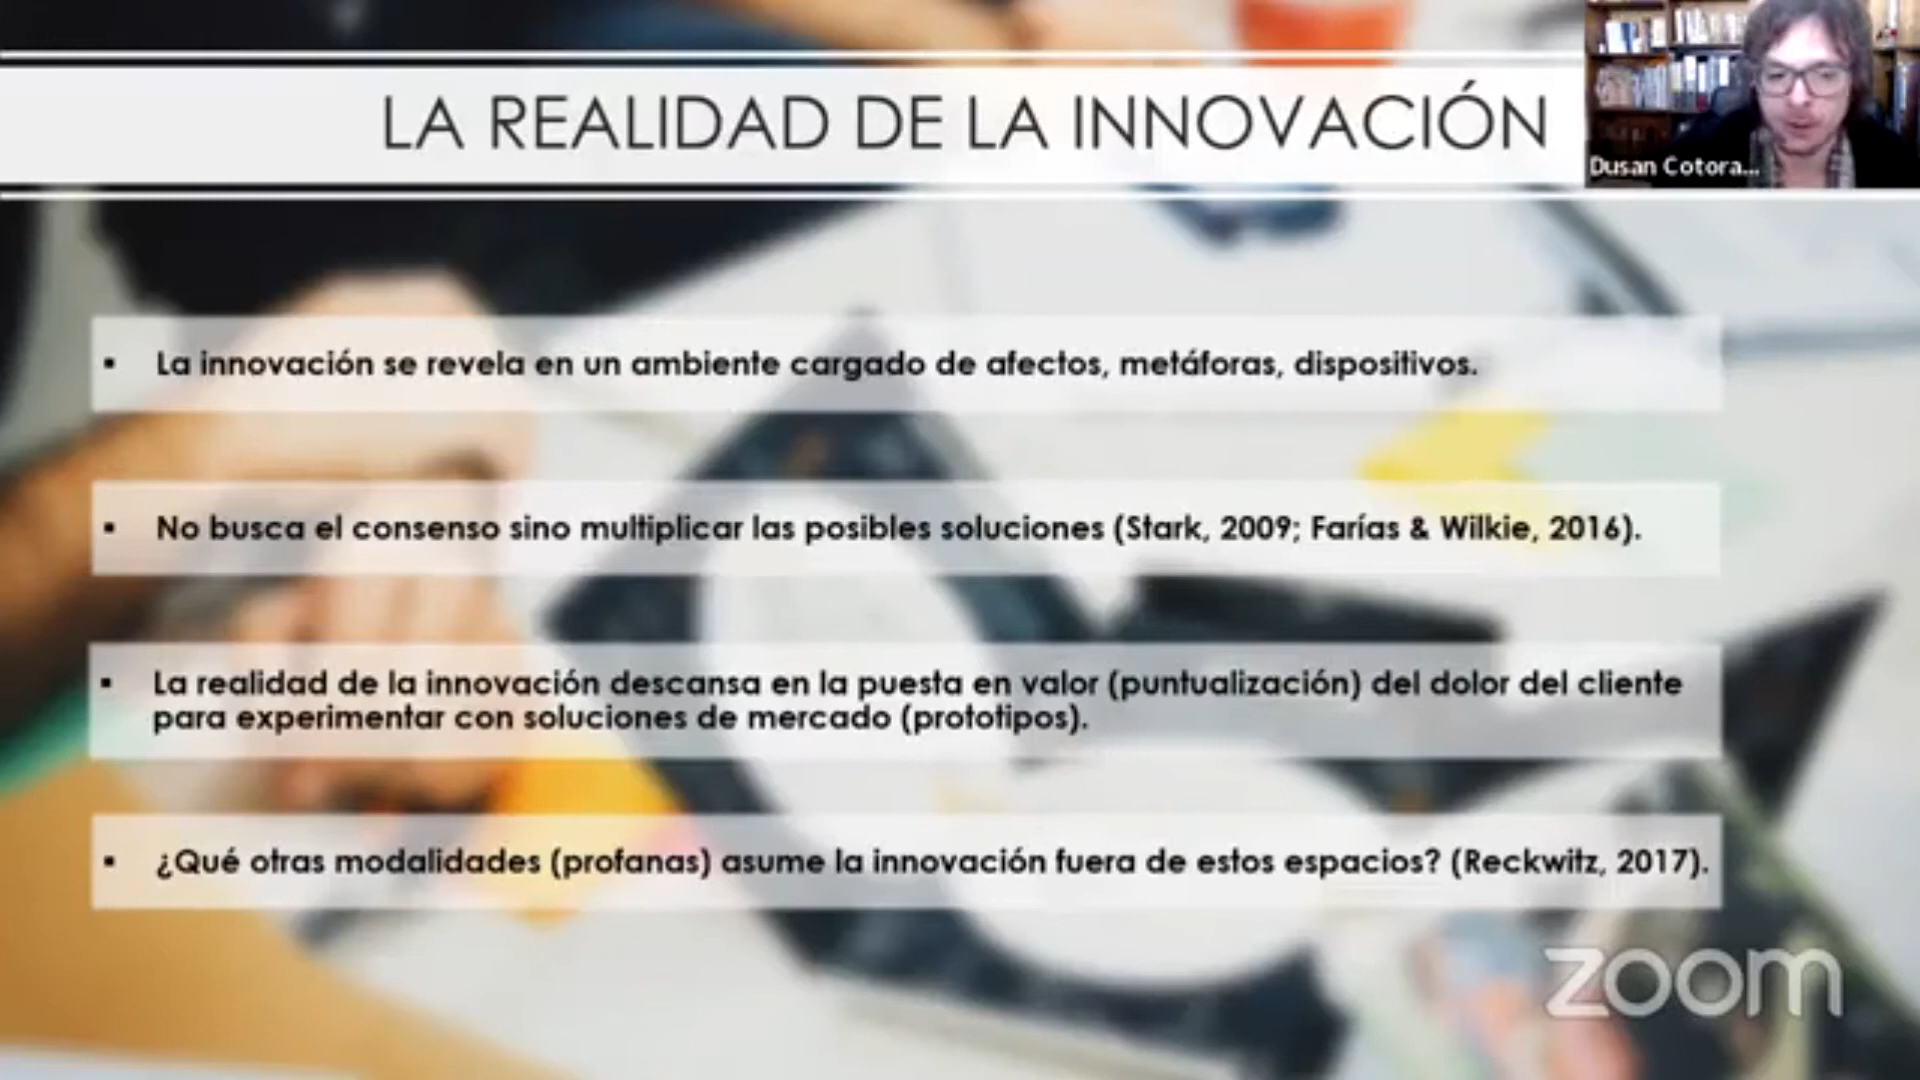 LA REALIDAD DE LA INNOVACIÓN
Dusan Cotora...
▪ La innovación se revela en un ambiente cargado de afectos, metáforas, dispositivos.
▪ No busca el consenso sino multiplicar las posibles soluciones (Stark, 2009; Farías & Wilkie, 2016).
▪ La realidad de la innovación descansa en la puesta en valor (puntualización) del dolor del cliente
para experimentar con soluciones de mercado (prototipos).
▪ ¿Qué otras modalidades (profanas) asume la innovación fuera de estos espacios? (Reckwitz, 2017).
zoom